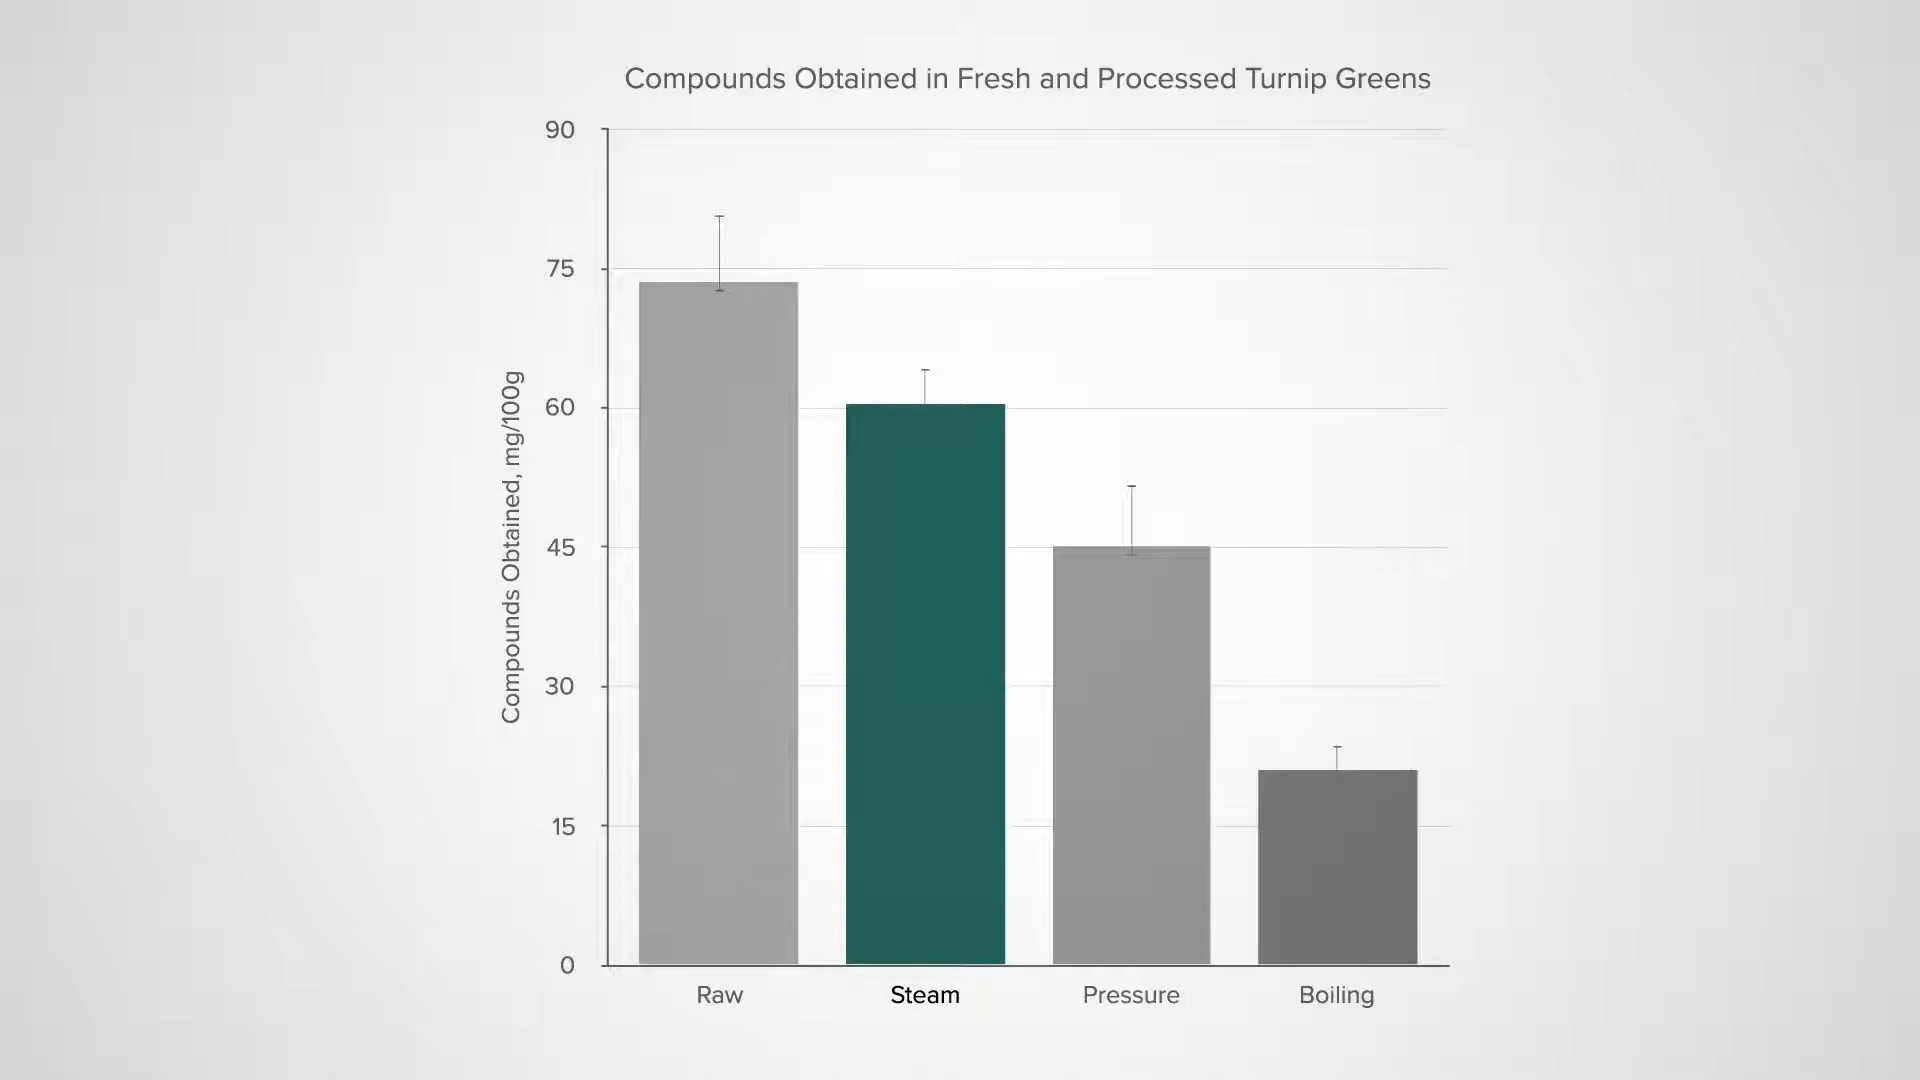 Compounds Obtained in Fresh and Processed Turnip Greens
Compounds Obtained, mg/100g
90
75
60
45
30
15
0
Raw
Steam
Pressure
Boiling